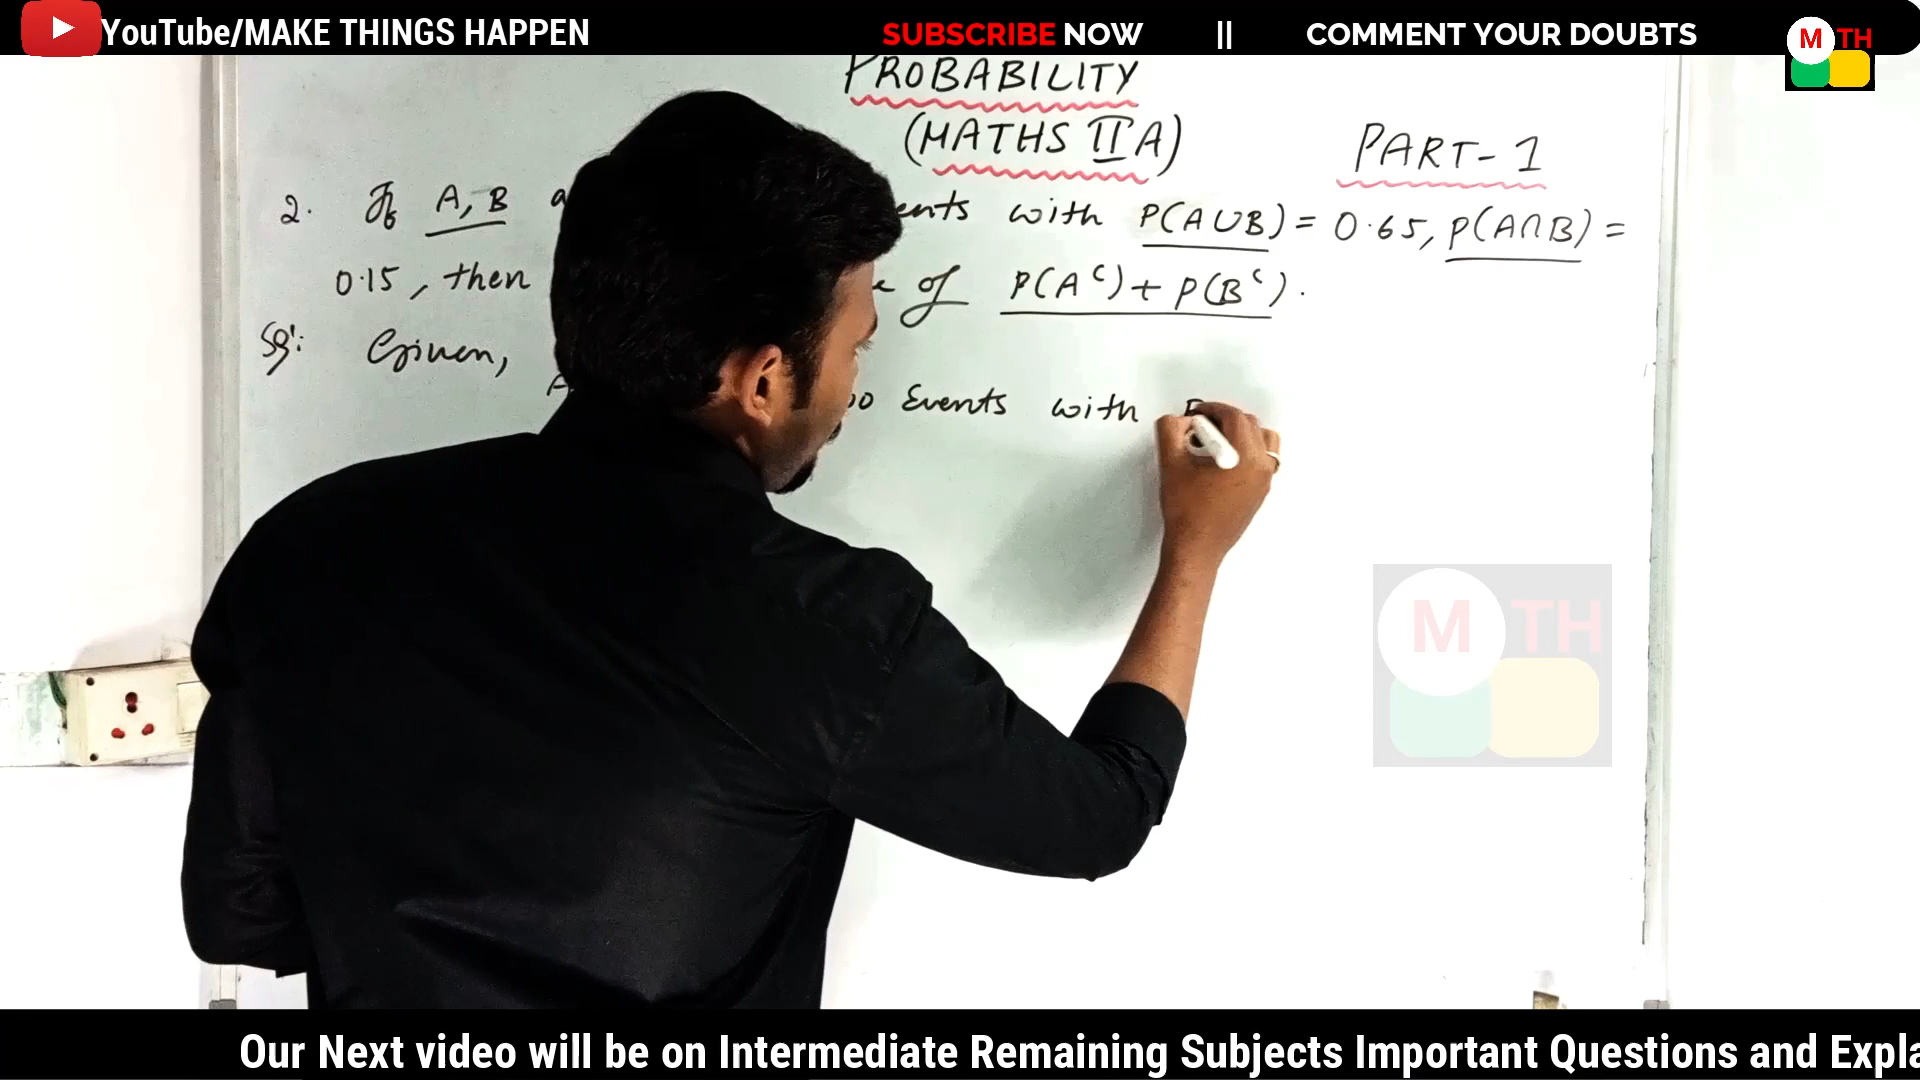 YouTube/MAKE THINGS HAPPEN SUBSCRIBE NOW || COMMENT YOUR DOUBTS M TH
PROBABILITY
(MATHS II A) PART-1
2. If A, B with P(A∪B) = 0.65, P(A∩B) =
0.15, then of P(Aᶜ) + P(Bᶜ).
Sol: Given,
Events with
M TH
Our Next video will be on Intermediate Remaining Subjects Important Questions and Expla